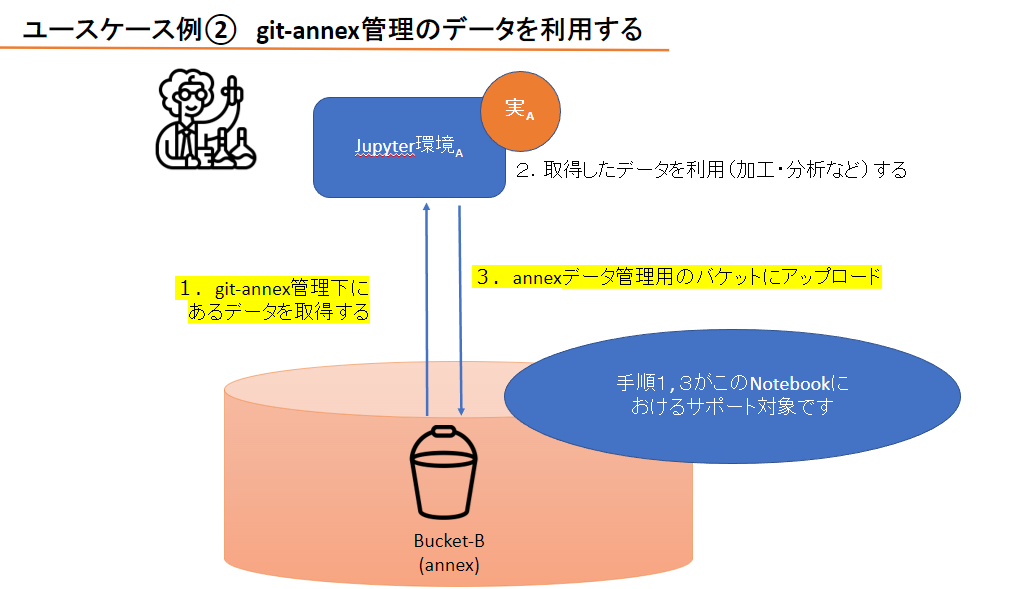 ユースケース例② git-annex管理のデータを利用する
実A
Jupyter環境A
２．取得したデータを利用（加工・分析など）する
１．git-annex管理下に
あるデータを取得する
３．annexデータ管理用のバケットにアップロード
手順１,３がこのNotebookに
おけるサポート対象です
Bucket-B
(annex)